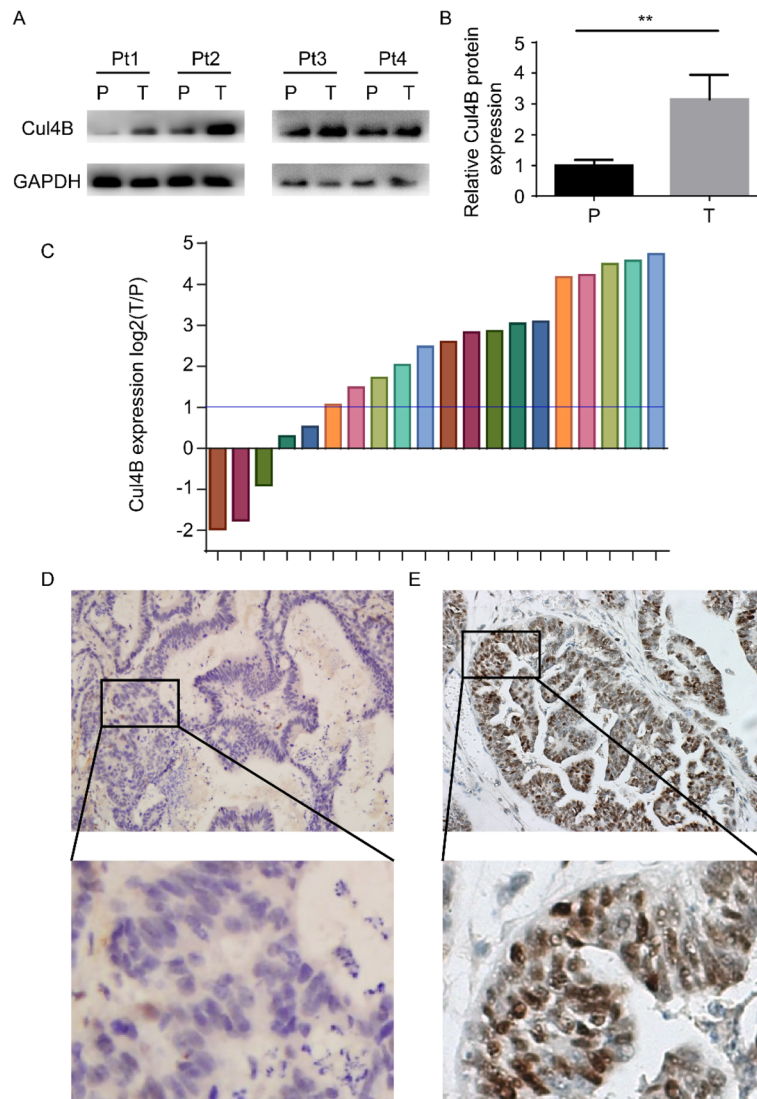 A
Pt1 Pt2 Pt3 Pt4
P T P T P T P T
Cul4B
GAPDH
B
**
Relative Cul4B protein
expression
5
4
3
2
1
0
P T
C
Cul4B expression log2(T/P)
5
4
3
2
1
0
-1
-2
D
E